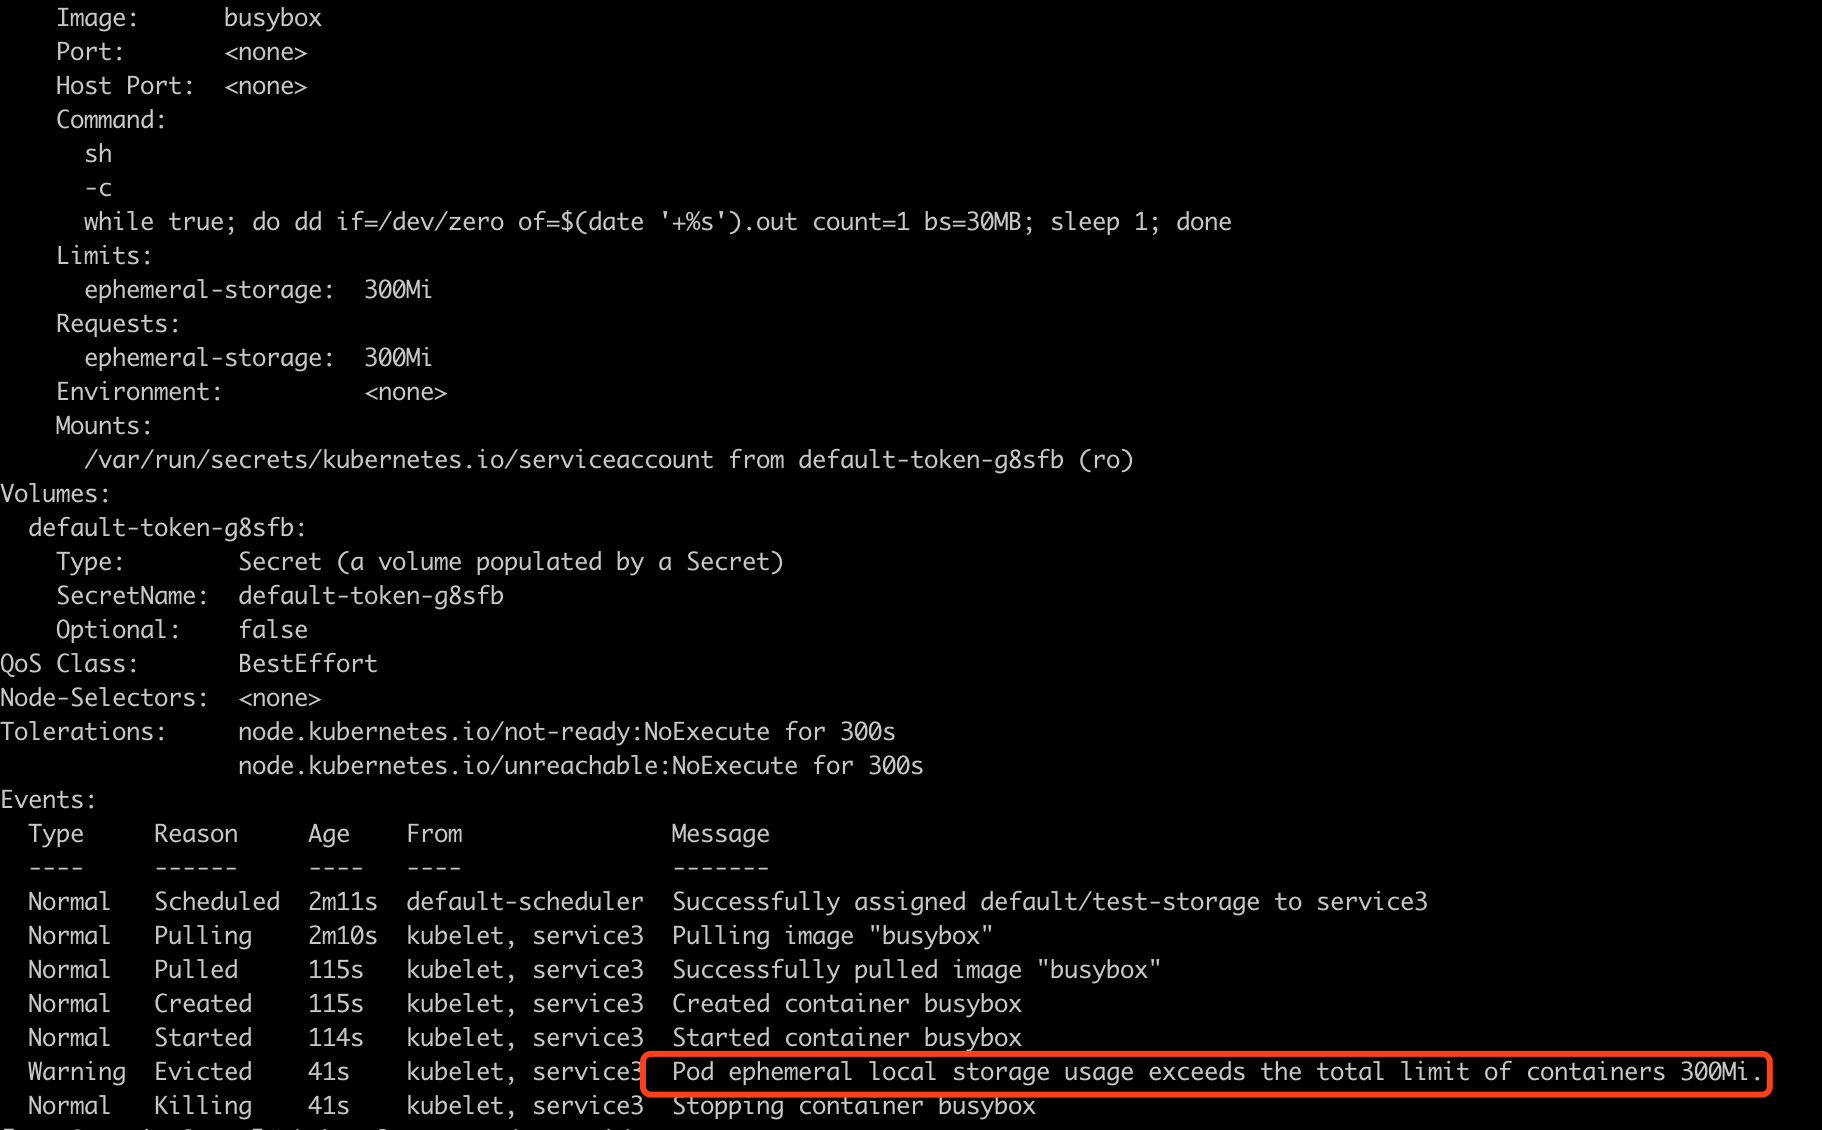 Image: busybox
Port: <none>
Host Port: <none>
Command:
sh
-c
while true; do dd if=/dev/zero of=$(date '+%s').out count=1 bs=30MB; sleep 1; done
Limits:
ephemeral-storage: 300Mi
Requests:
ephemeral-storage: 300Mi
Environment: <none>
Mounts:
/var/run/secrets/kubernetes.io/serviceaccount from default-token-g8sfb (ro)
Volumes:
default-token-g8sfb:
Type: Secret (a volume populated by a Secret)
SecretName: default-token-g8sfb
Optional: false
QoS Class: BestEffort
Node-Selectors: <none>
Tolerations: node.kubernetes.io/not-ready:NoExecute for 300s
node.kubernetes.io/unreachable:NoExecute for 300s
Events:
Type Reason Age From Message
---- ------ ---- ---- -------
Normal Scheduled 2m11s default-scheduler Successfully assigned default/test-storage to service3
Normal Pulling 2m10s kubelet, service3 Pulling image "busybox"
Normal Pulled 115s kubelet, service3 Successfully pulled image "busybox"
Normal Created 115s kubelet, service3 Created container busybox
Normal Started 114s kubelet, service3 Started container busybox
Warning Evicted 41s kubelet, service3 Pod ephemeral local storage usage exceeds the total limit of containers 300Mi.
Normal Killing 41s kubelet, service3 Stopping container busybox